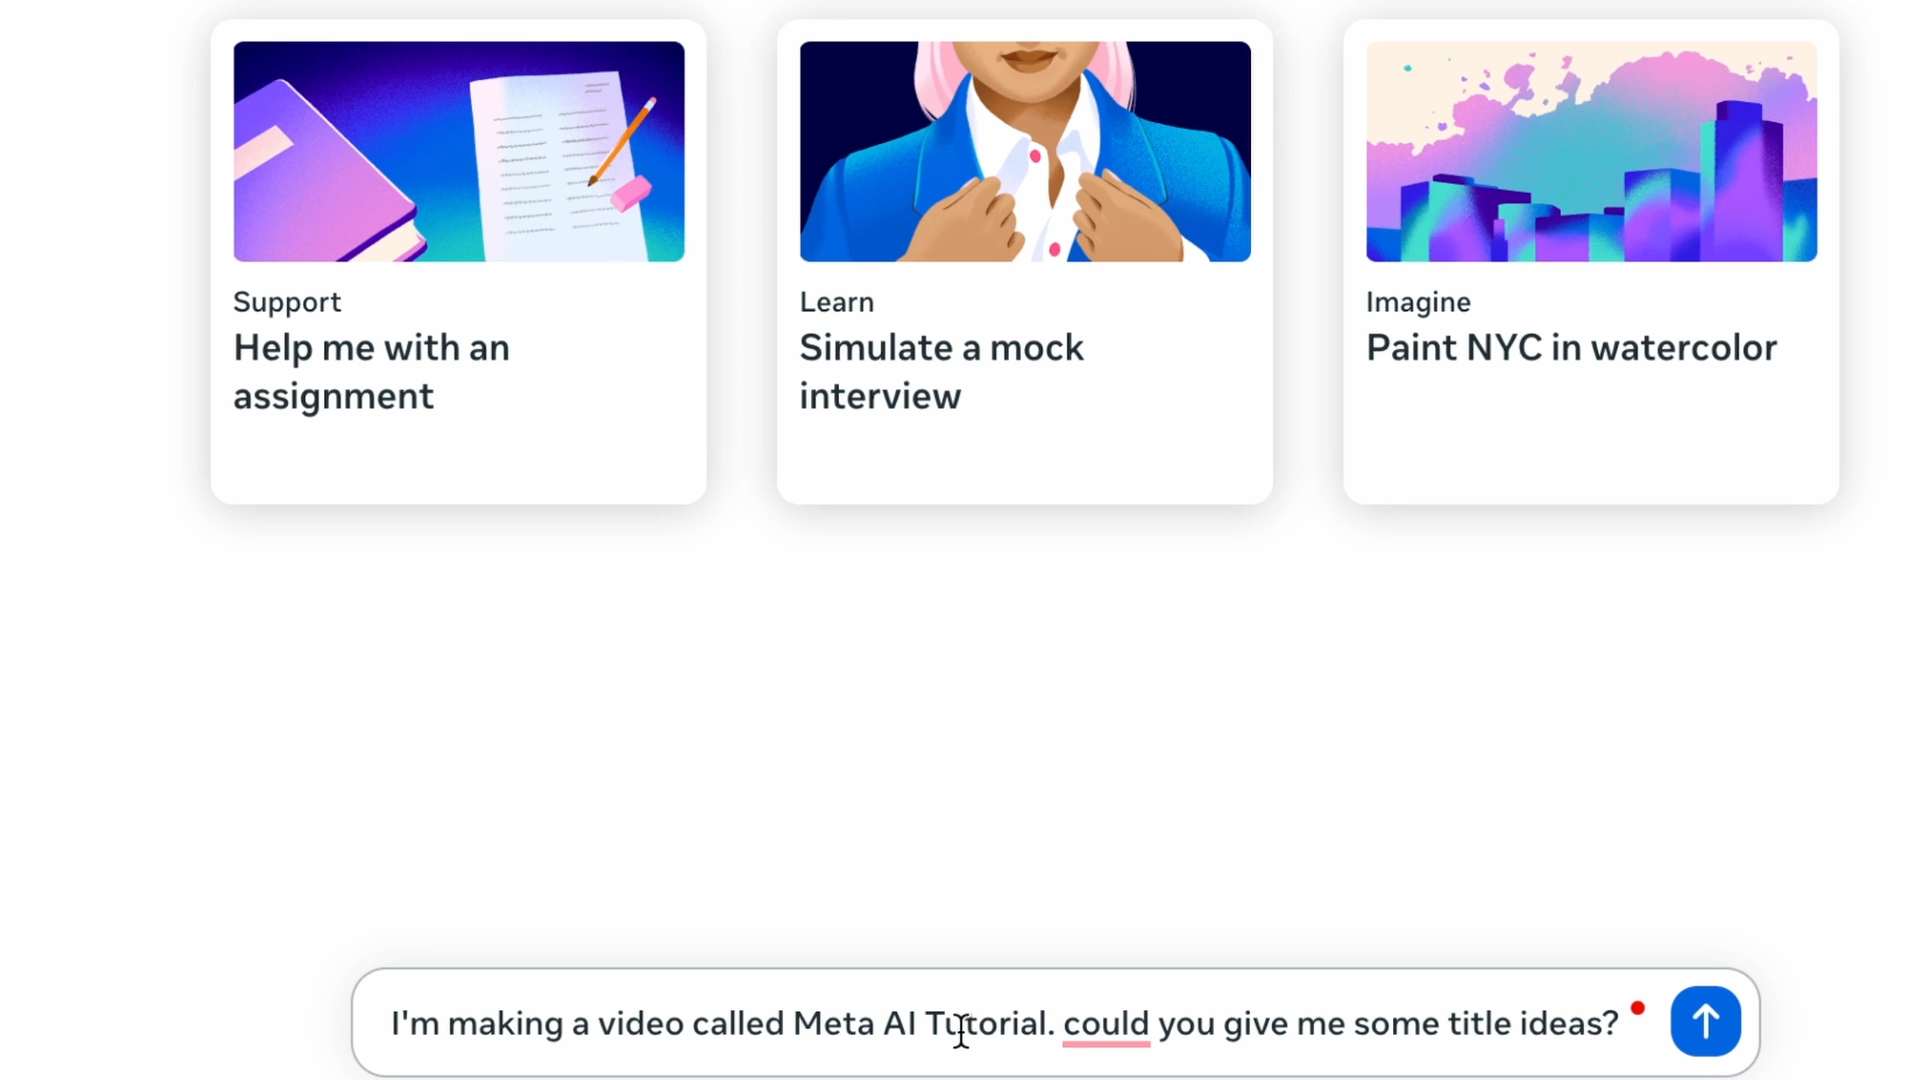 Support
Help me with an
assignment
Learn
Simulate a mock
interview
Imagine
Paint NYC in watercolor
I'm making a video called Meta AI Tutorial. could you give me some title ideas?